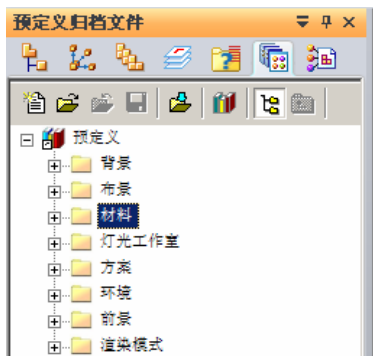 预定义归档文件
预定义
背景
布景
材料
灯光工作室
方案
环境
前景
渲染模式